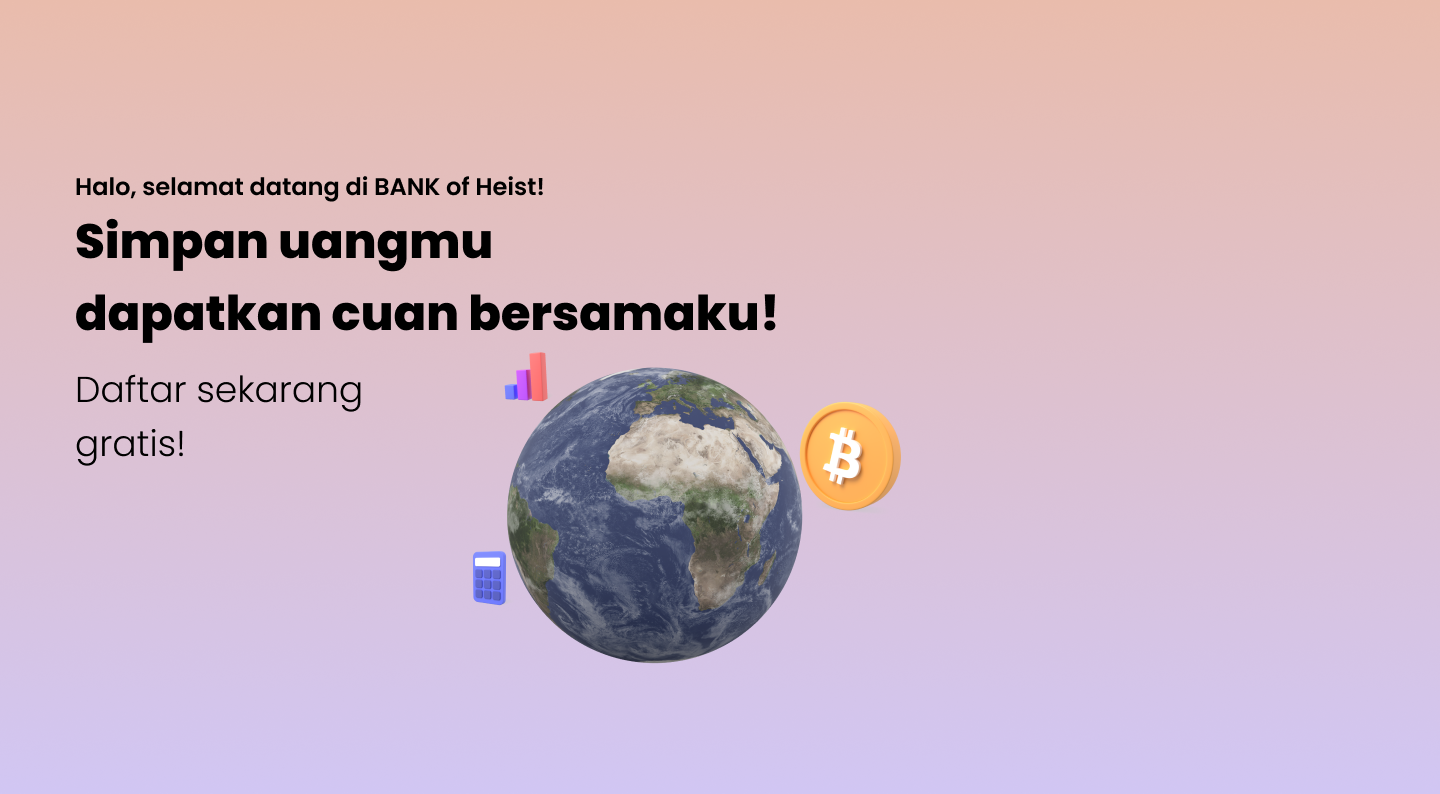 Halo, selamat datang di BANK of Heist!
Simpan uangmu
dapatkan cuan bersamaku!
Daftar sekarang
gratis!